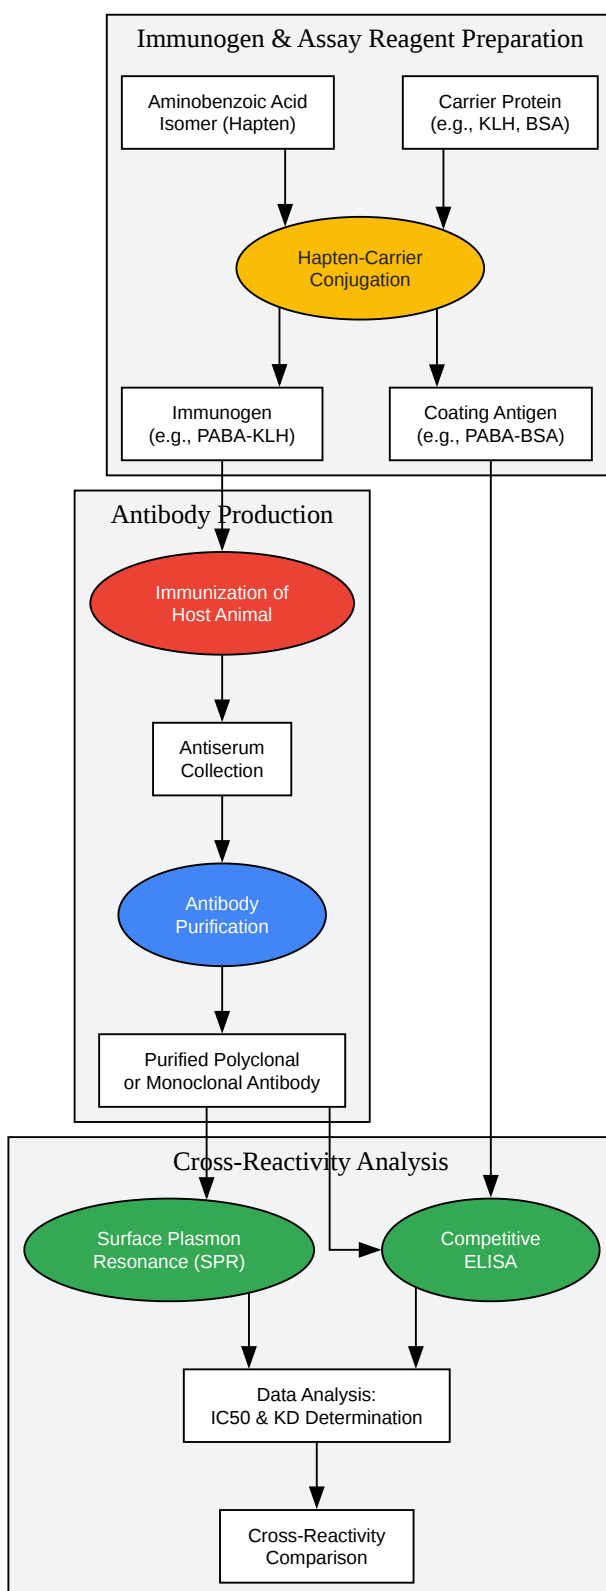 Immunogen & Assay Reagent Preparation
Aminobenzoic Acid
Isomer (Hapten)
Carrier Protein
(e.g., KLH, BSA)
Hapten-Carrier
Conjugation
Immunogen
(e.g., PABA-KLH)
Coating Antigen
(e.g., PABA-BSA)
Antibody Production
Immunization of
Host Animal
Antiserum
Collection
Antibody
Purification
Purified Polyclonal
or Monoclonal Antibody
Cross-Reactivity Analysis
Surface Plasmon
Resonance (SPR)
Competitive
ELISA
Data Analysis:
IC50 & KD Determination
Cross-Reactivity
Comparison